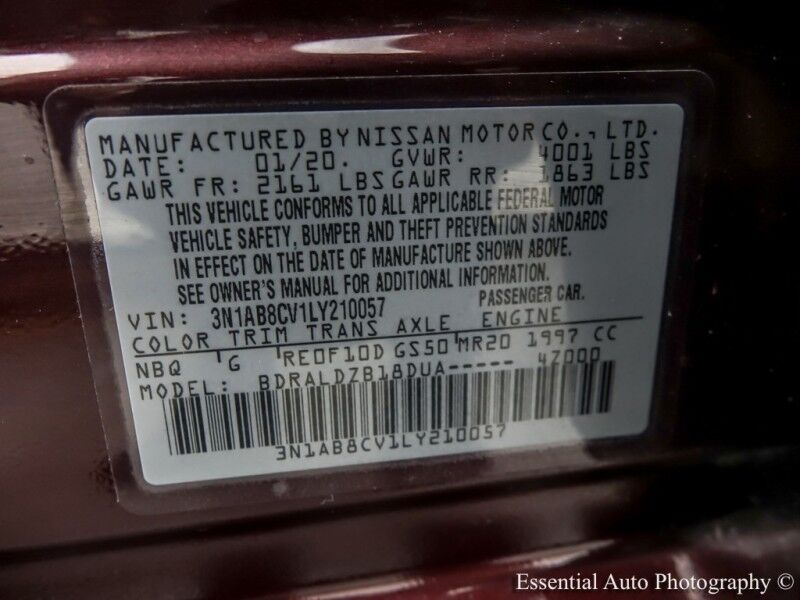 MANUFACTURED BY NISSAN MOTOR CO., LTD.
DATE: 01/20. GVWR: 4001 LBS
GAWR FR: 2161 LBS GAWR RR: 1863 LBS
THIS VEHICLE CONFORMS TO ALL APPLICABLE FEDERAL MOTOR
VEHICLE SAFETY, BUMPER AND THEFT PREVENTION STANDARDS
IN EFFECT ON THE DATE OF MANUFACTURE SHOWN ABOVE.
SEE OWNER'S MANUAL FOR ADDITIONAL INFORMATION.
VIN: 3N1AB8CV1LY210057 PASSENGER CAR.
COLOR TRIM TRANS AXLE ENGINE
NBQ G RE0F10D GS50 MR20 1997 CC
MODEL: BDRALDZB18DUA----- 4Z000
3N1AB8CV1LY210057
Essential Auto Photography ©